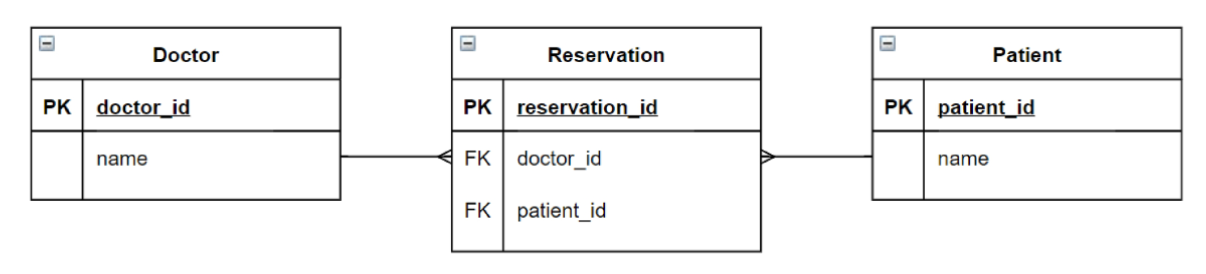 Doctor
PK doctor_id
name
Reservation
PK reservation_id
FK doctor_id
FK patient_id
Patient
PK patient_id
name